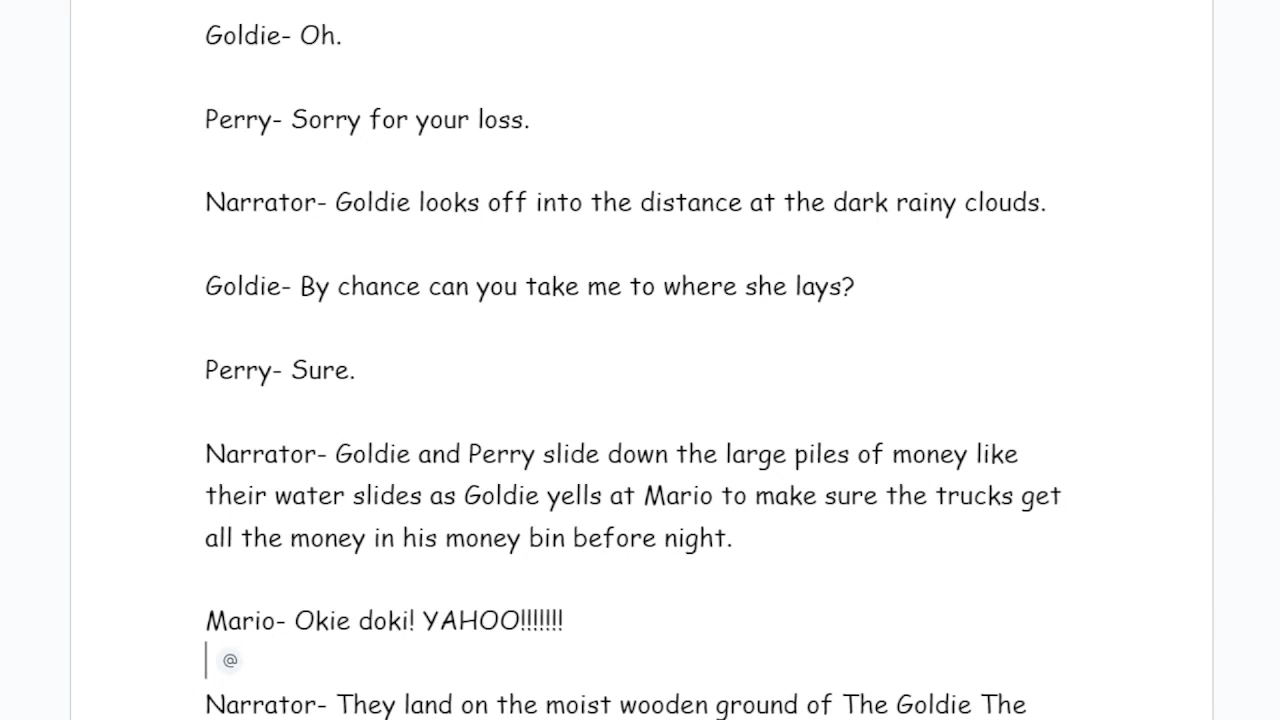 Goldie- Oh.
Perry- Sorry for your loss.
Narrator- Goldie looks off into the distance at the dark rainy clouds.
Goldie- By chance can you take me to where she lays?
Perry- Sure.
Narrator- Goldie and Perry slide down the large piles of money like
their water slides as Goldie yells at Mario to make sure the trucks get
all the money in his money bin before night.
Mario- Okie doki! YAHOO!!!!!!!
@
Narrator- They land on the moist wooden ground of The Goldie The